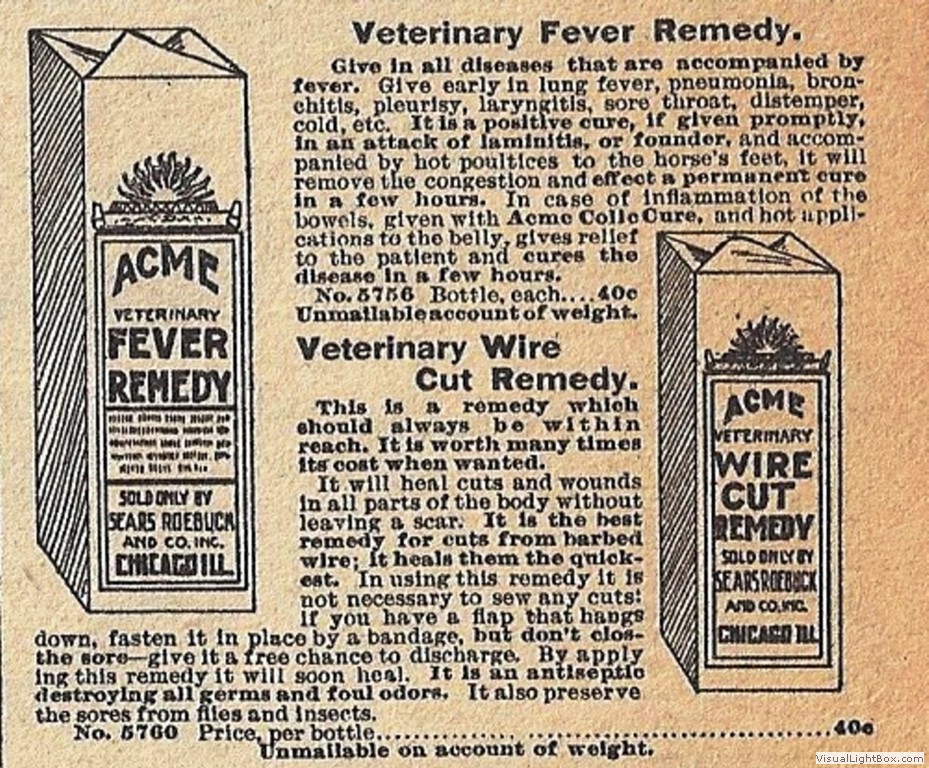 Veterinary Fever Remedy.
Give in all diseases that are accompanied by
fever. Give early in lung fever, pneumonia, bron-
chitis, pleurisy, laryngitis, sore throat, distemper,
cold, etc. It is a positive cure, if given promptly,
in an attack of laminitis, or founder, and accom-
panied by hot poultices to the horse's feet, it will
remove the congestion and effect a permanent cure
in a few hours. In case of inflammation of the
bowels, given with Acme Colic Cure, and hot appli-
cations to the belly, gives relief
to the patient and cures the
disease in a few hours.
No. 5756 Bottle, each....40c
Unmailable account of weight.
ACME
VETERINARY
FEVER
REMEDY
SOLD ONLY BY
SEARS ROEBUCK
AND CO. INC.
CHICAGO ILL.
Veterinary Wire
Cut Remedy.
This is a remedy which
should always be within
reach. It is worth many times
its cost when wanted.
It will heal cuts and wounds
in all parts of the body without
leaving a scar. It is the best
remedy for cuts from barbed
wire; it heals them the quick-
est. In using this remedy it is
not necessary to sew any cuts;
if you have a flap that hangs
down, fasten it in place by a bandage, but don't clos-
the sore—give it a free chance to discharge. By apply
ing this remedy it will soon heal. It is an antiseptic
destroying all germs and foul odors. It also preserve
the sores from flies and insects.
No. 5760 Price, per bottle..............................................40c
Unmailable on account of weight.
ACME
VETERINARY
WIRE
CUT
REMEDY
SOLD ONLY BY
SEARS ROEBUCK
AND CO. INC.
CHICAGO ILL
VisualLightBox.com